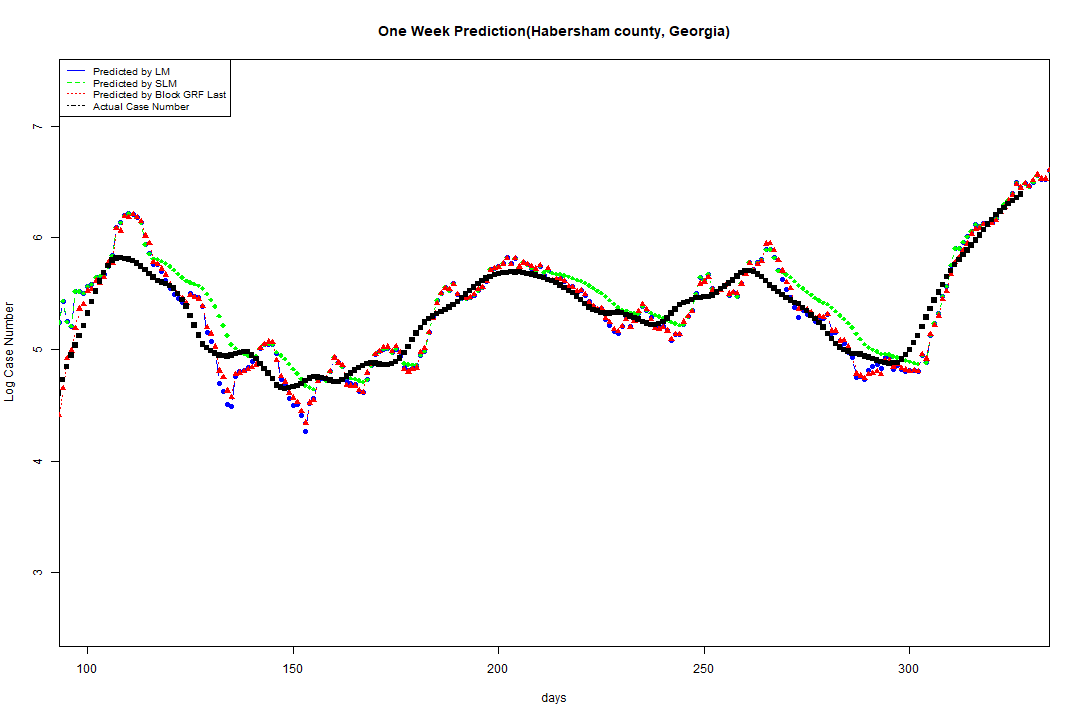 One Week Prediction(Habersham county, Georgia)
Predicted by LM
Predicted by SLM
Predicted by Block GRF Last
Actual Case Number
7
6
5
4
3
Log Case Number
100 150 200 250 300
days